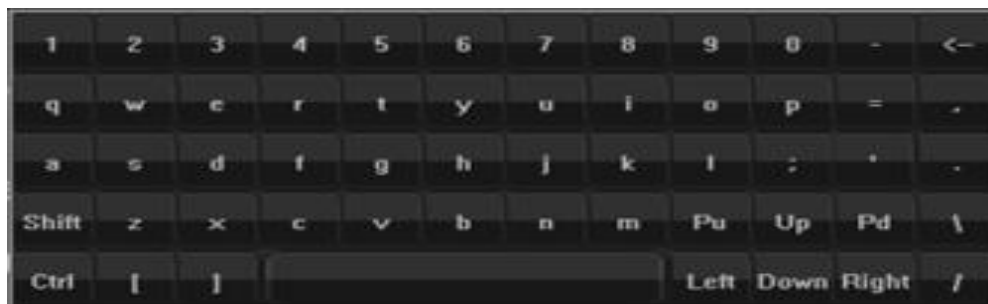 1 2 3 4 5 6 7 8 9 0 - <-
q w e r t y u i o p = ,
a s d f g h j k l ; ' .
Shift z x c v b n m Pu Up Pd \
Ctrl [ ] Left Down Right /